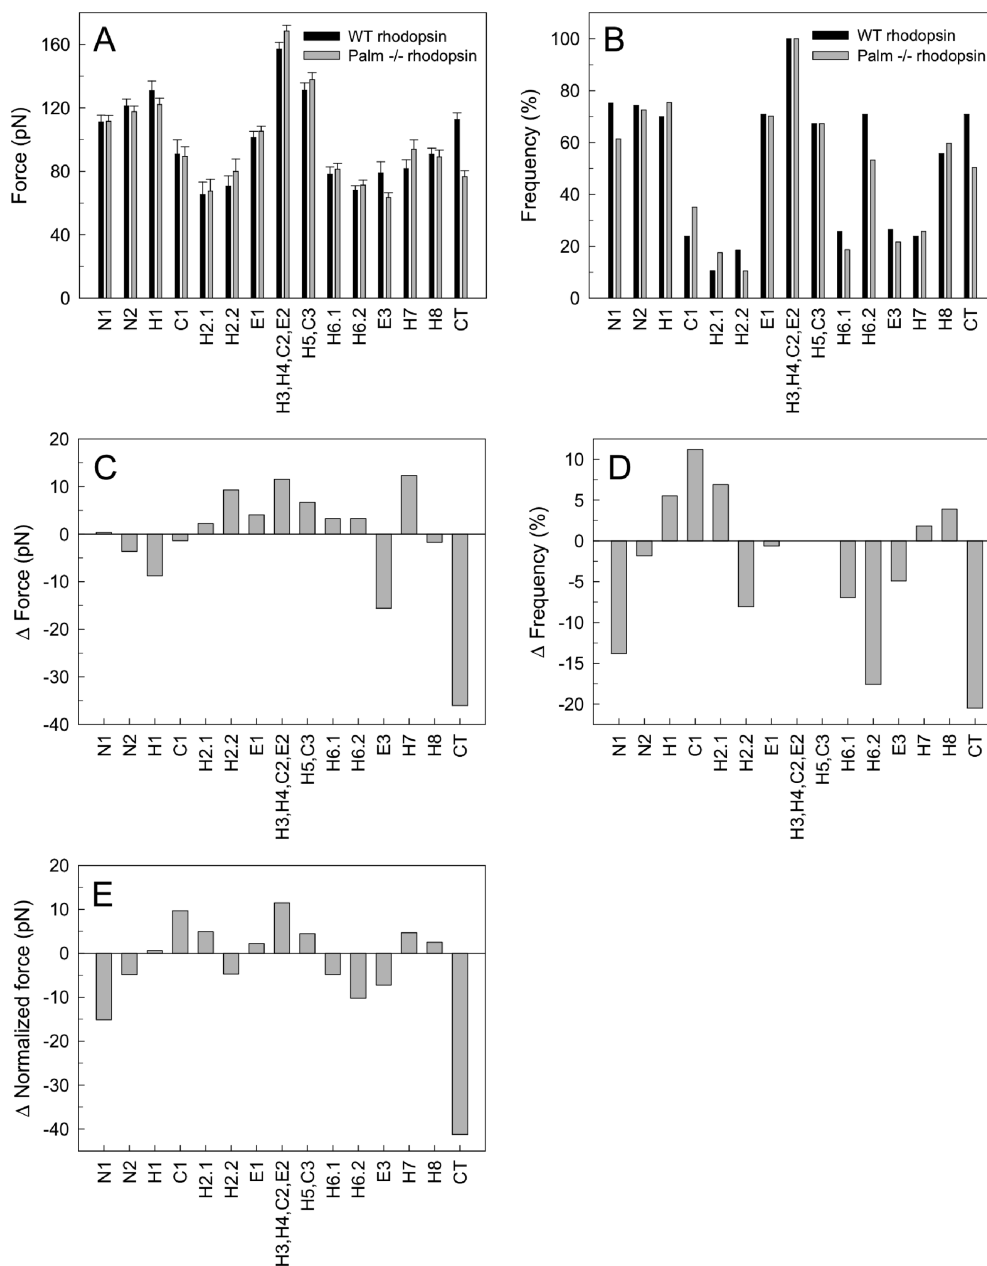 A
WT rhodopsin
Palm -/- rhodopsin
Force (pN)
160
120
80
40
0
N1
N2
H1
C1
H2.1
H2.2
E1
H3,H4,C2,E2
H5,C3
H6.1
H6.2
E3
H7
H8
CT
B
WT rhodopsin
Palm -/- rhodopsin
Frequency (%)
100
80
60
40
20
0
N1
N2
H1
C1
H2.1
H2.2
E1
H3,H4,C2,E2
H5,C3
H6.1
H6.2
E3
H7
H8
CT
C
Δ Force (pN)
20
10
0
-10
-20
-30
-40
N1
N2
H1
C1
H2.1
H2.2
E1
H3,H4,C2,E2
H5,C3
H6.1
H6.2
E3
H7
H8
CT
D
Δ Frequency (%)
10
5
0
-5
-10
-15
-20
N1
N2
H1
C1
H2.1
H2.2
E1
H3,H4,C2,E2
H5,C3
H6.1
H6.2
E3
H7
H8
CT
E
Δ Normalized force (pN)
20
10
0
-10
-20
-30
-40
N1
N2
H1
C1
H2.1
H2.2
E1
H3,H4,C2,E2
H5,C3
H6.1
H6.2
E3
H7
H8
CT